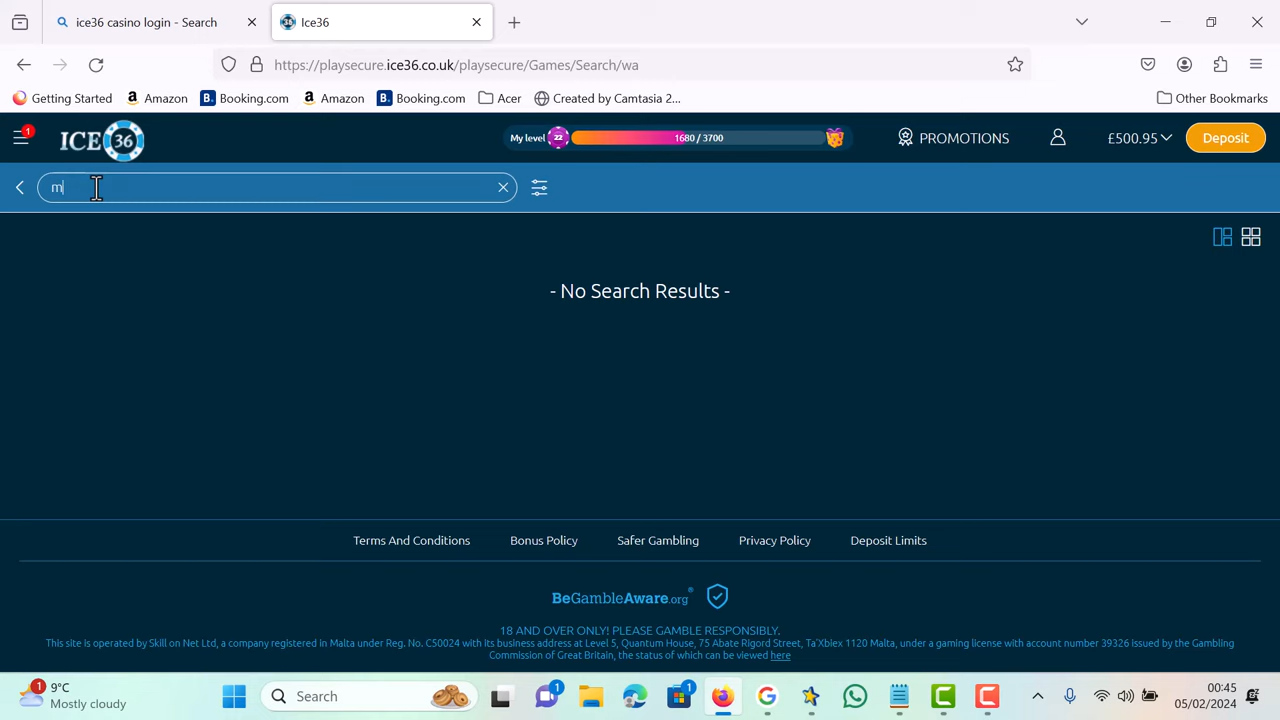 ice36 casino login - Search
Ice36
https://playsecure.ice36.co.uk/playsecure/Games/Search/wa
Getting Started
Amazon
Booking.com
Amazon
Booking.com
Acer
Created by Camtasia 2...
Other Bookmarks
1
ICE 36
My level
1680 / 3700
PROMOTIONS
£500.95
Deposit
m
- No Search Results -
Terms And Conditions
Bonus Policy
Safer Gambling
Privacy Policy
Deposit Limits
BeGambleAware.org®
18 AND OVER ONLY! PLEASE GAMBLE RESPONSIBLY.
This site is operated by Skill on Net Ltd, a company registered in Malta under Reg. No. C50024 with its business address at Level 5, Quantum House, 75 Abate Rigord Street, Ta'Xbiex 1120 Malta, under a gaming license with account number 39326 issued by the Gambling
Commission of Great Britain, the status of which can be viewed here
1
9°C
Mostly cloudy
Search
1
1
00:45
05/02/2024